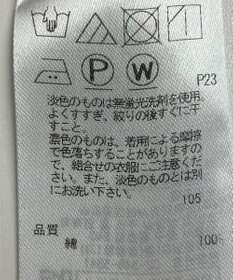 P W
P23
淡色のものは無蛍光洗剤を使用、
よくすすぎ、絞りの後すぐに干
すこと。
濃色のものは、着用による摩擦
で色落ちすることがありますの
で、組合せの衣服にご注意くだ
さい。また、淡色のものとは別
にお洗い下さい。
105
品質
綿 100%